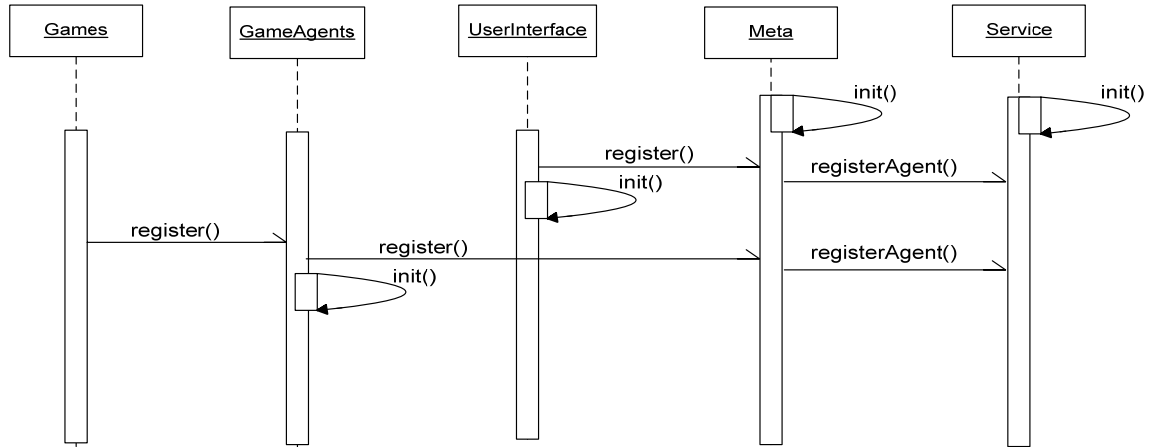 Games
GameAgents
UserInterface
Meta
Service
init()
init()
register()
registerAgent()
init()
register()
register()
registerAgent()
init()